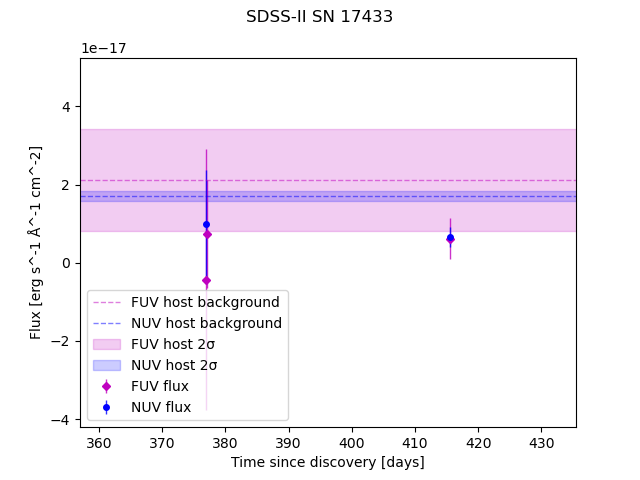 SDSS-II SN 17433
1e−17
Flux [erg s^-1 Å^-1 cm^-2]
4
2
0
−2
−4
FUV host background
NUV host background
FUV host 2σ
NUV host 2σ
FUV flux
NUV flux
360 370 380 390 400 410 420 430
Time since discovery [days]